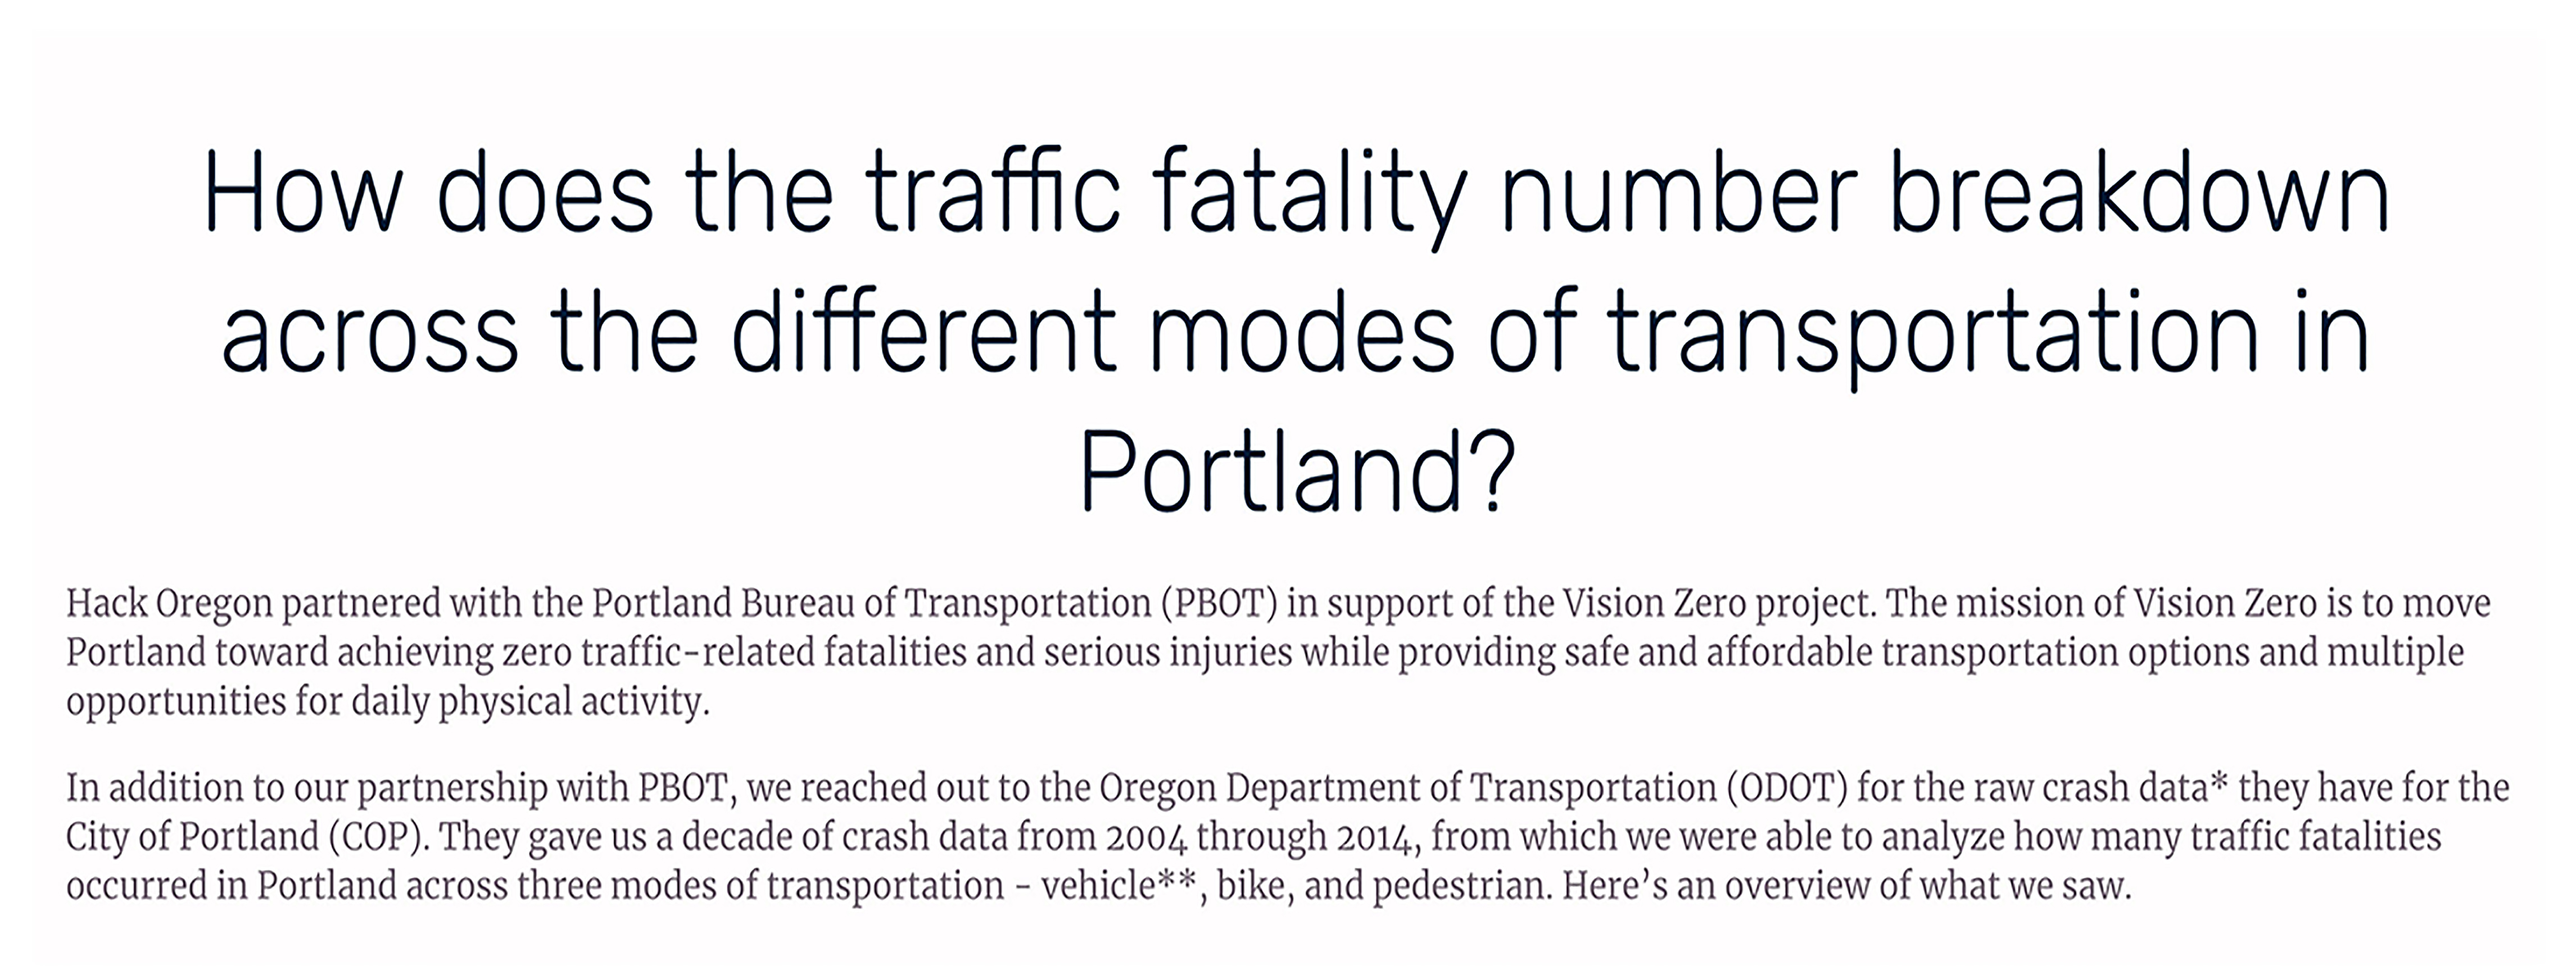 How does the traffic fatality number breakdown
across the different modes of transportation in
Portland?
Hack Oregon partnered with the Portland Bureau of Transportation (PBOT) in support of the Vision Zero project. The mission of Vision Zero is to move
Portland toward achieving zero traffic-related fatalities and serious injuries while providing safe and affordable transportation options and multiple
opportunities for daily physical activity.
In addition to our partnership with PBOT, we reached out to the Oregon Department of Transportation (ODOT) for the raw crash data* they have for the
City of Portland (COP). They gave us a decade of crash data from 2004 through 2014, from which we were able to analyze how many traffic fatalities
occurred in Portland across three modes of transportation - vehicle**, bike, and pedestrian. Here’s an overview of what we saw.